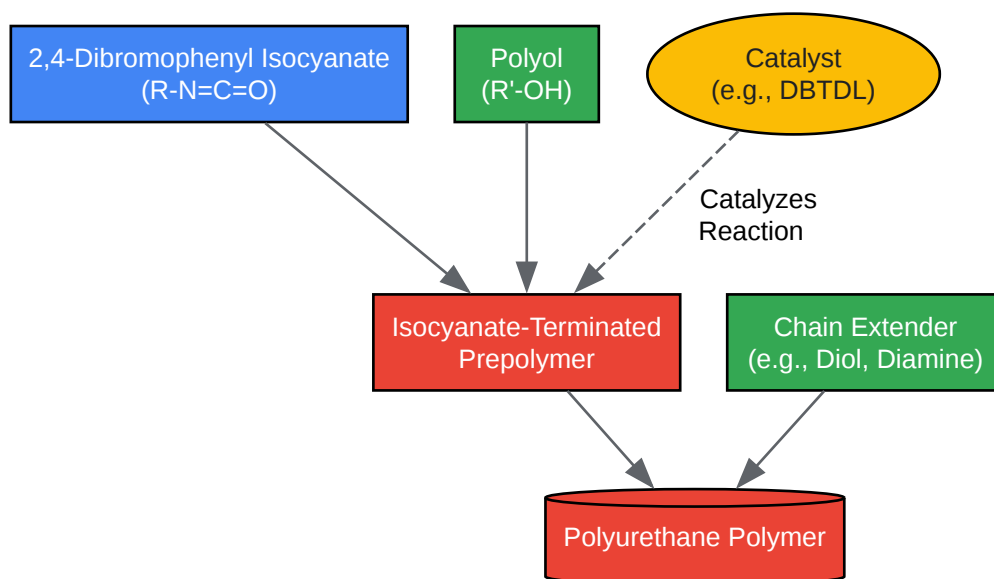 2,4-Dibromophenyl Isocyanate
(R-N=C=O)
Polyol
(R'-OH)
Catalyst
(e.g., DBTDL)
Catalyzes
Reaction
Isocyanate-Terminated
Prepolymer
Chain Extender
(e.g., Diol, Diamine)
Polyurethane Polymer